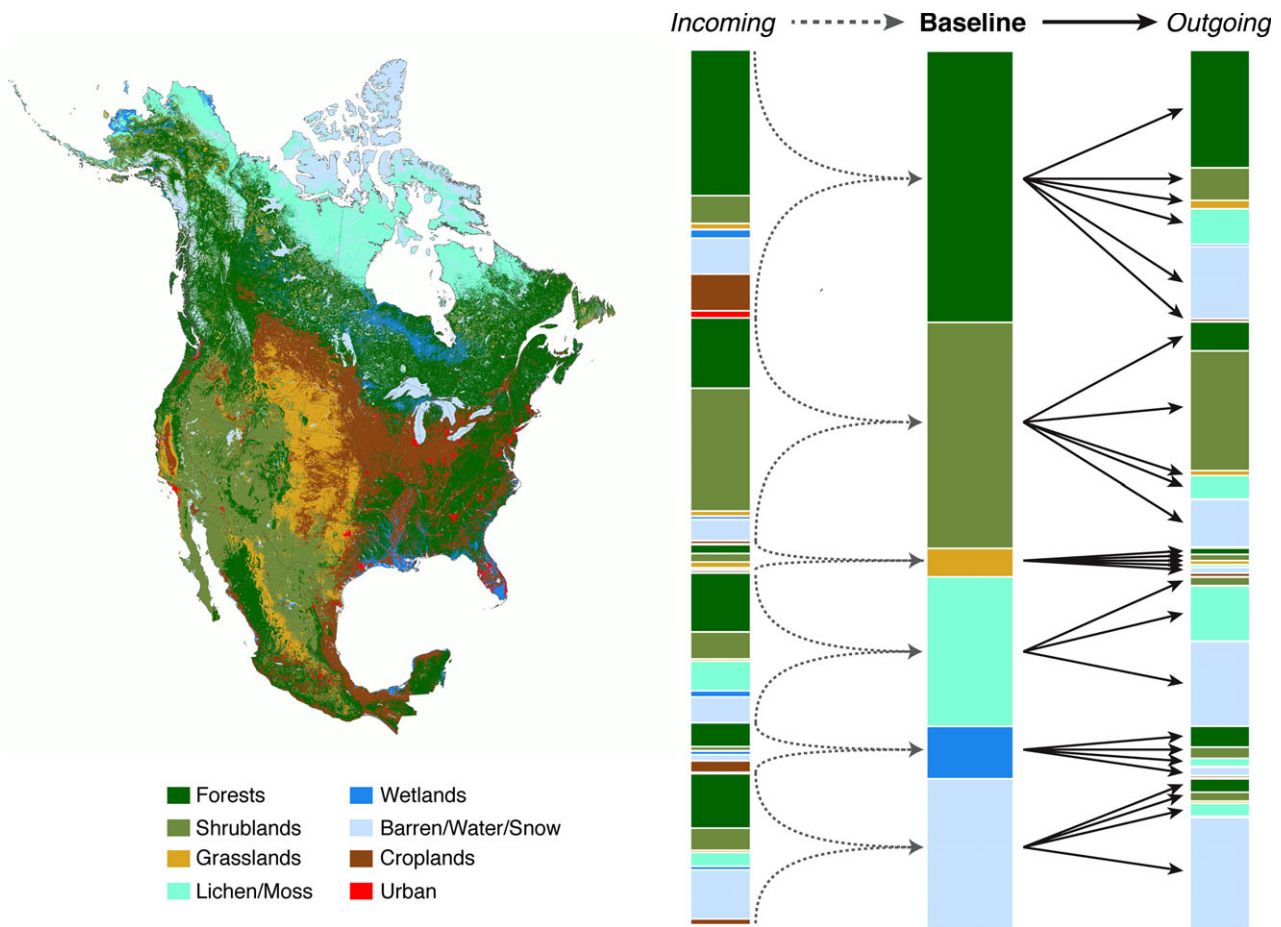 Incoming Baseline Outgoing
Forests
Shrublands
Grasslands
Lichen/Moss
Wetlands
Barren/Water/Snow
Croplands
Urban